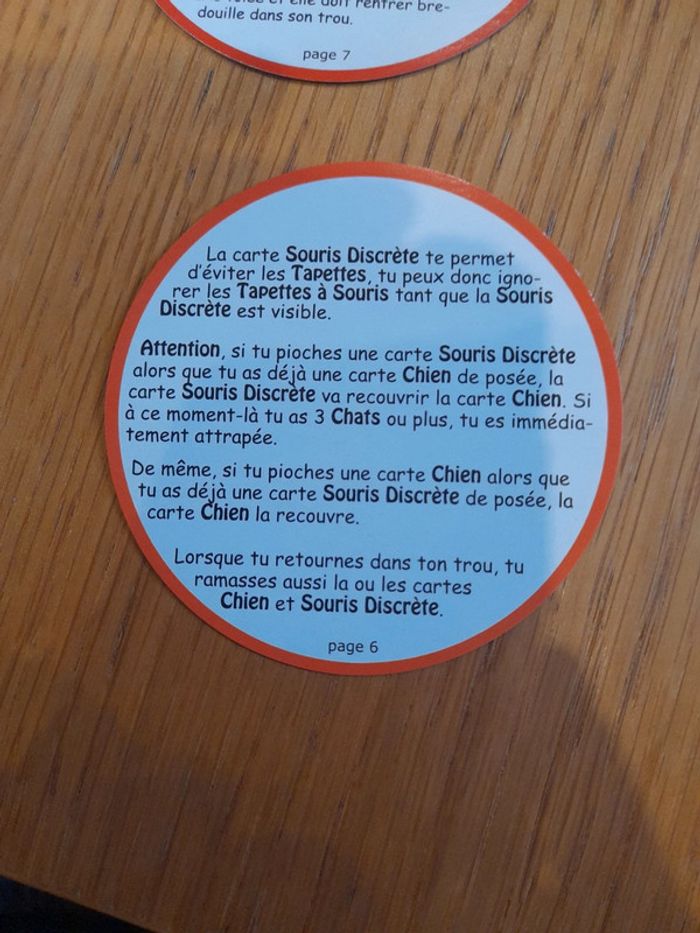 et elle doit rentrer bre-
douille dans son trou.
page 7
La carte Souris Discrète te permet
d'éviter les Tapettes, tu peux donc igno-
rer les Tapettes à Souris tant que la Souris
Discrète est visible.
Attention, si tu pioches une carte Souris Discrète
alors que tu as déjà une carte Chien de posée, la
carte Souris Discrète va recouvrir la carte Chien. Si
à ce moment-là tu as 3 Chats ou plus, tu es immédia-
tement attrapée.
De même, si tu pioches une carte Chien alors que
tu as déjà une carte Souris Discrète de posée, la
carte Chien la recouvre.
Lorsque tu retournes dans ton trou, tu
ramasses aussi la ou les cartes
Chien et Souris Discrète.
page 6